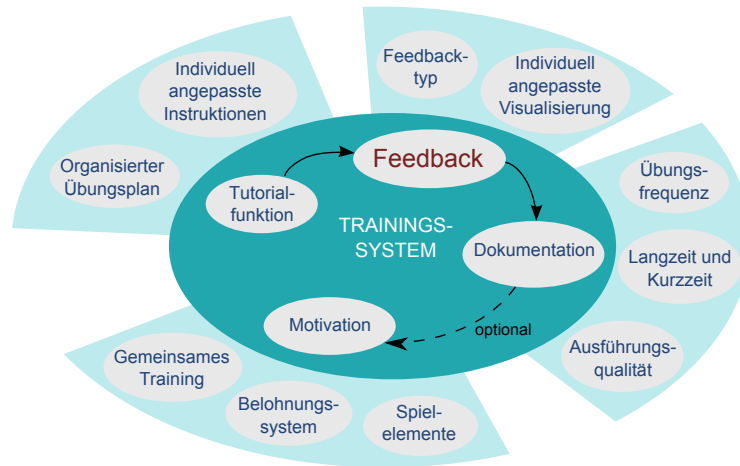 Individuell
angepasste
Instruktionen
Organisierter
Übungsplan
Feedback-
typ
Individuell
angepasste
Visualisierung
Tutorial-
funktion
Feedback
TRAININGS-
SYSTEM
Dokumentation
Motivation
optional
Übungs-
frequenz
Langzeit und
Kurzzeit
Ausführungs-
qualität
Gemeinsames
Training
Belohnungs-
system
Spiel-
elemente